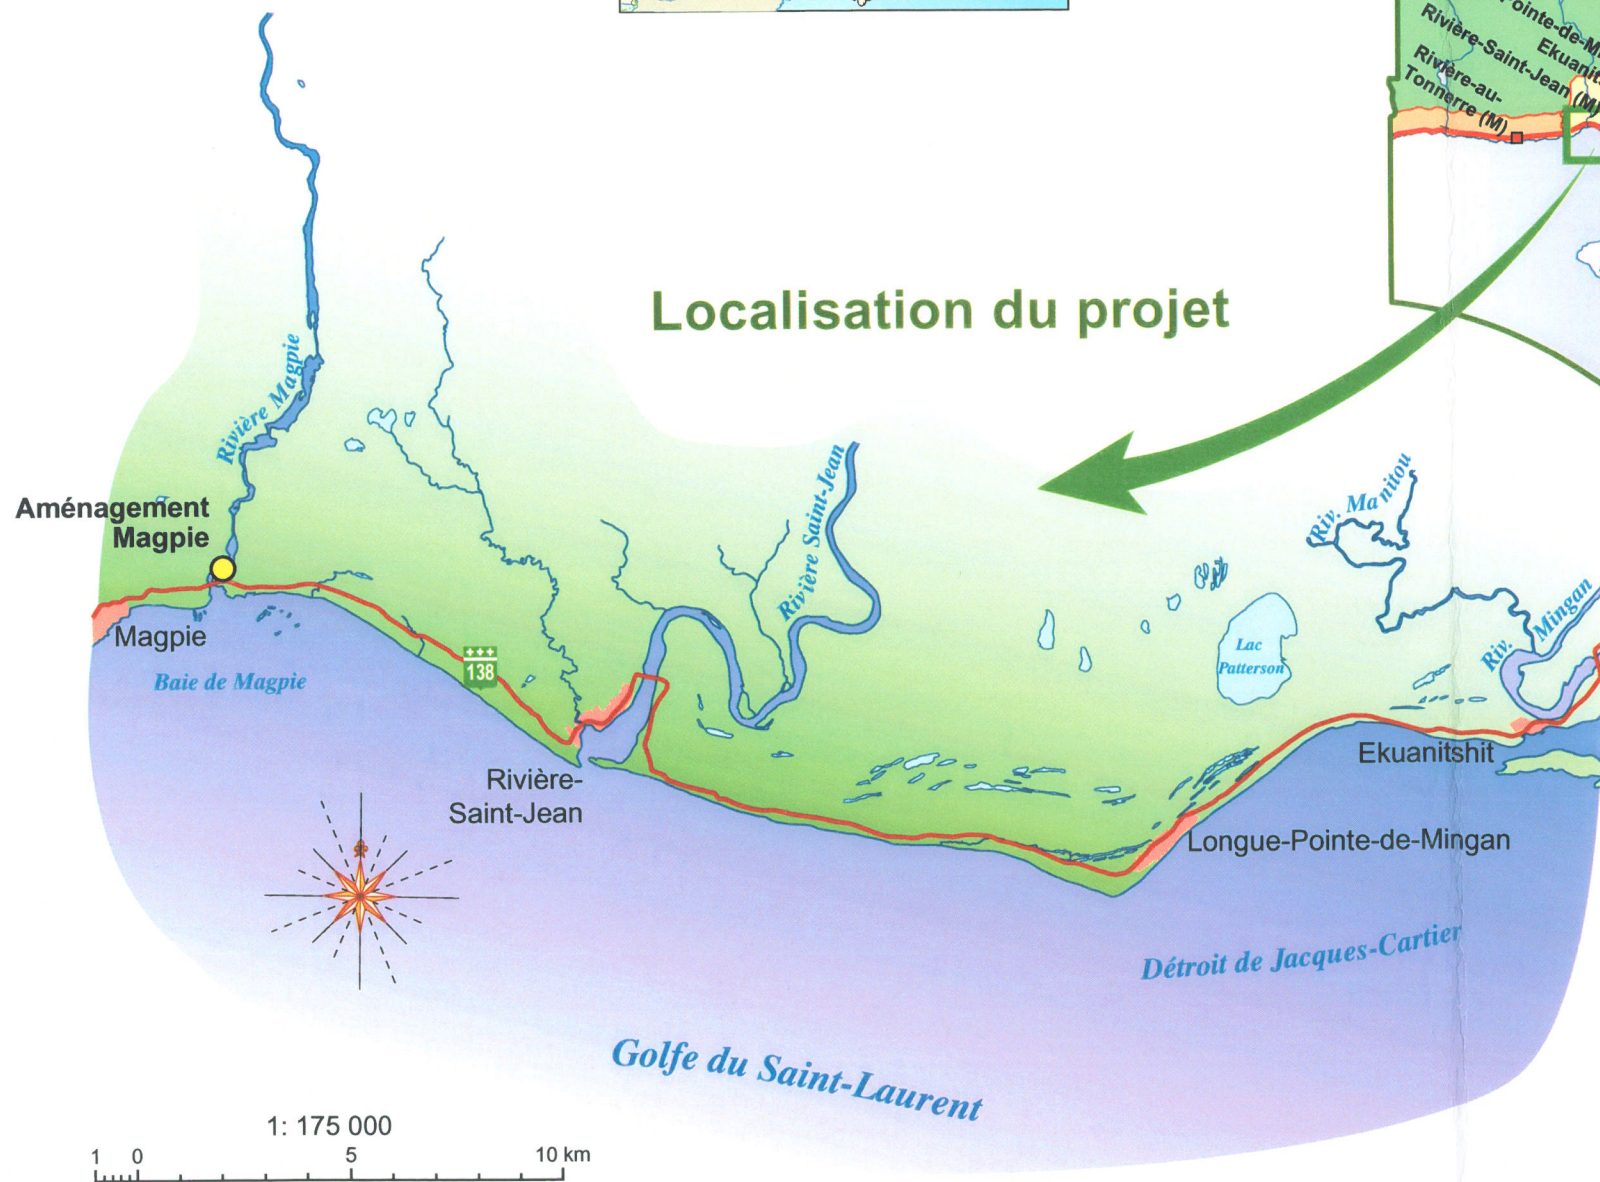 Rivière-Saint-Jean (M)
Rivière-au-
Tonnerre (M)
Localisation du projet
Rivière Magpie
Aménagement
Magpie
Magpie
Baie de Magpie
138
Rivière Saint-Jean
Rivière-
Saint-Jean
Riv. Manitou
Riv. Mingan
Lac
Patterson
Ekuanitshit
Longue-Pointe-de-Mingan
Détroit de Jacques-Cartier
Golfe du Saint-Laurent
1: 175 000
1 0 5 10 km